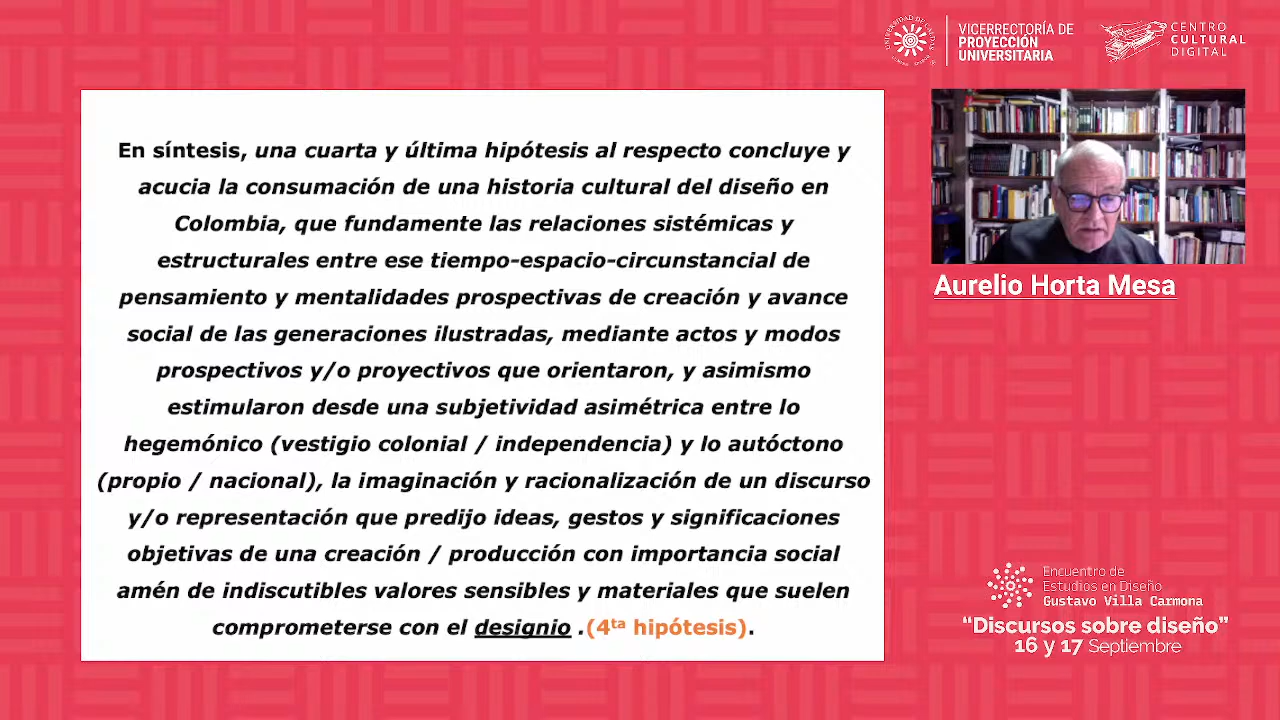 VICERRECTORÍA DE
PROYECCIÓN
UNIVERSITARIA
CENTRO
CULTURAL
DIGITAL
En síntesis, una cuarta y última hipótesis al respecto concluye y
acucia la consumación de una historia cultural del diseño en
Colombia, que fundamente las relaciones sistémicas y
estructurales entre ese tiempo-espacio-circunstancial de
pensamiento y mentalidades prospectivas de creación y avance
social de las generaciones ilustradas, mediante actos y modos
prospectivos y/o proyectivos que orientaron, y asimismo
estimularon desde una subjetividad asimétrica entre lo
hegemónico (vestigio colonial / independencia) y lo autóctono
(propio / nacional), la imaginación y racionalización de un discurso
y/o representación que predijo ideas, gestos y significaciones
objetivas de una creación / producción con importancia social
amén de indiscutibles valores sensibles y materiales que suelen
comprometerse con el designio .(4ta hipótesis).
Aurelio Horta Mesa
Encuentro de
Estudios en Diseño
Gustavo Villa Carmona
“Discursos sobre diseño”
16 y 17 Septiembre